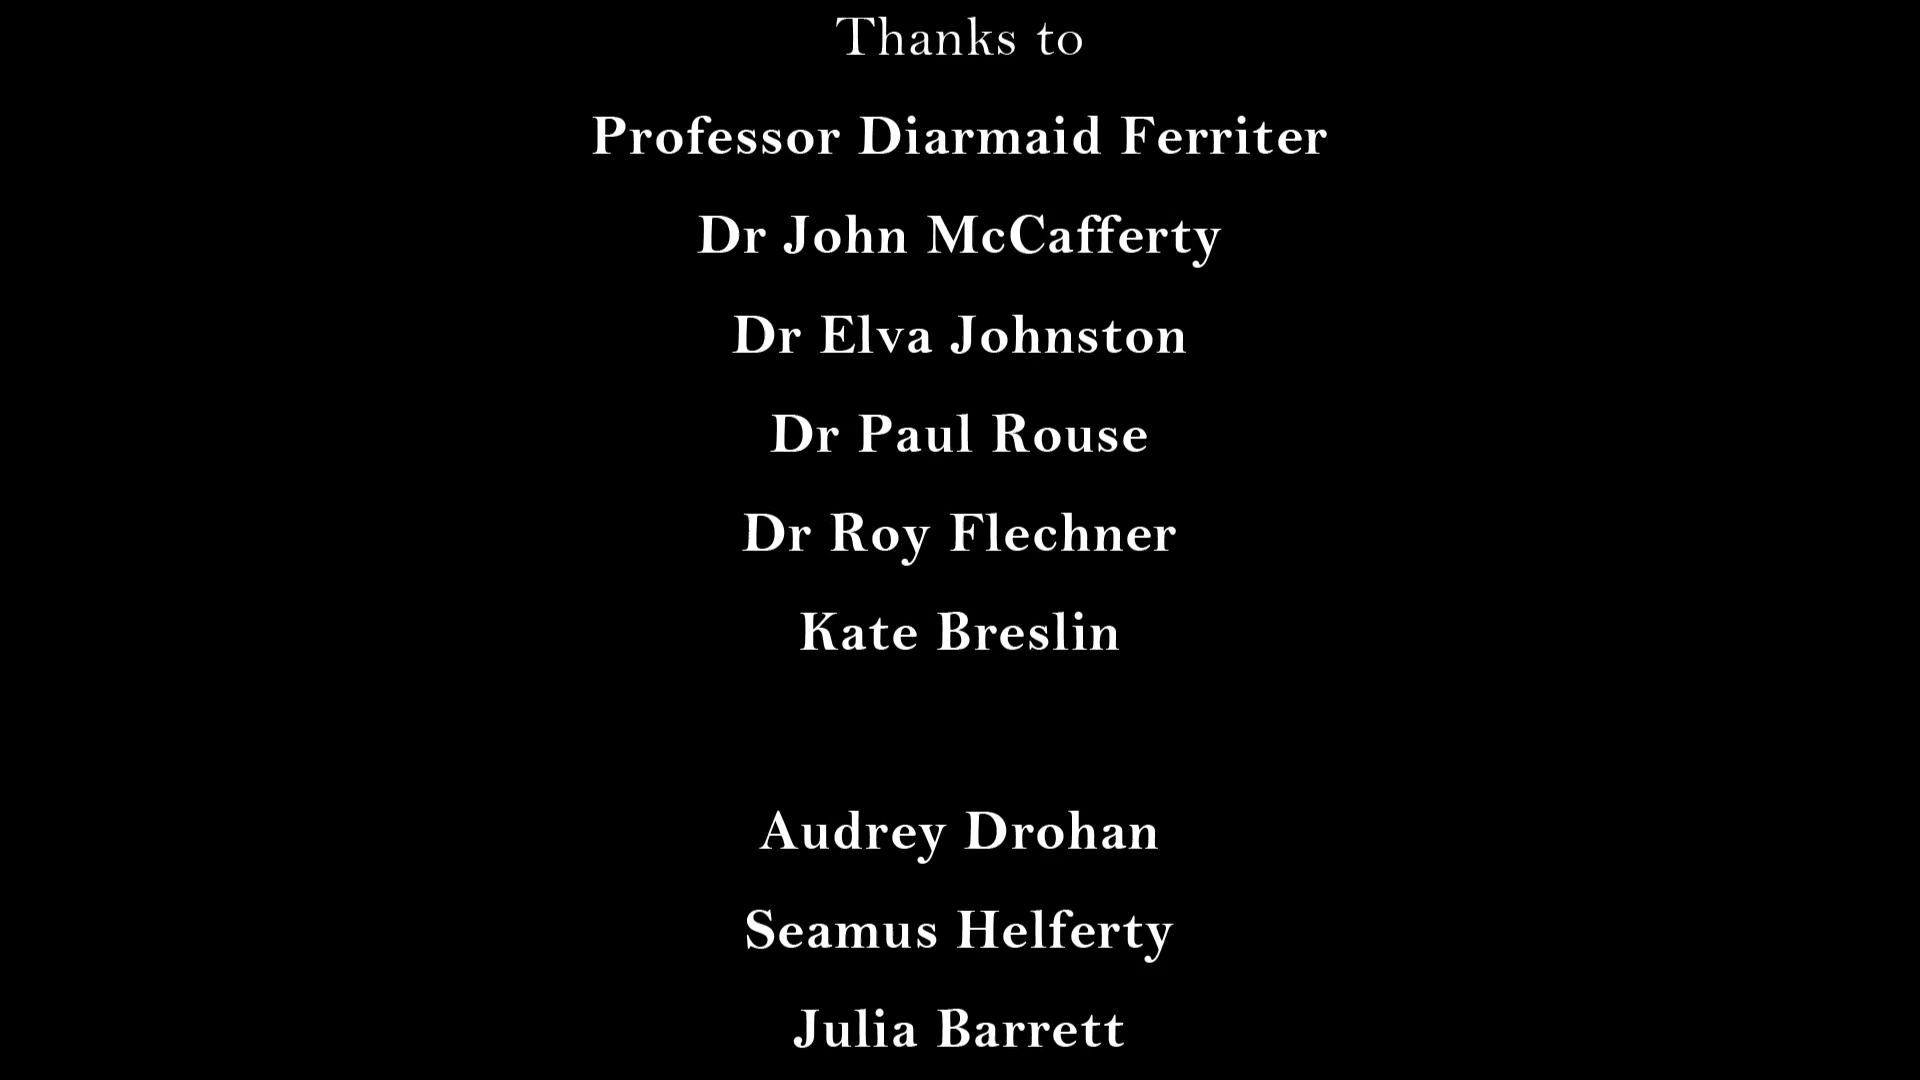 Thanks to
Professor Diarmaid Ferriter
Dr John McCafferty
Dr Elva Johnston
Dr Paul Rouse
Dr Roy Flechner
Kate Breslin
Audrey Drohan
Seamus Helferty
Julia Barrett